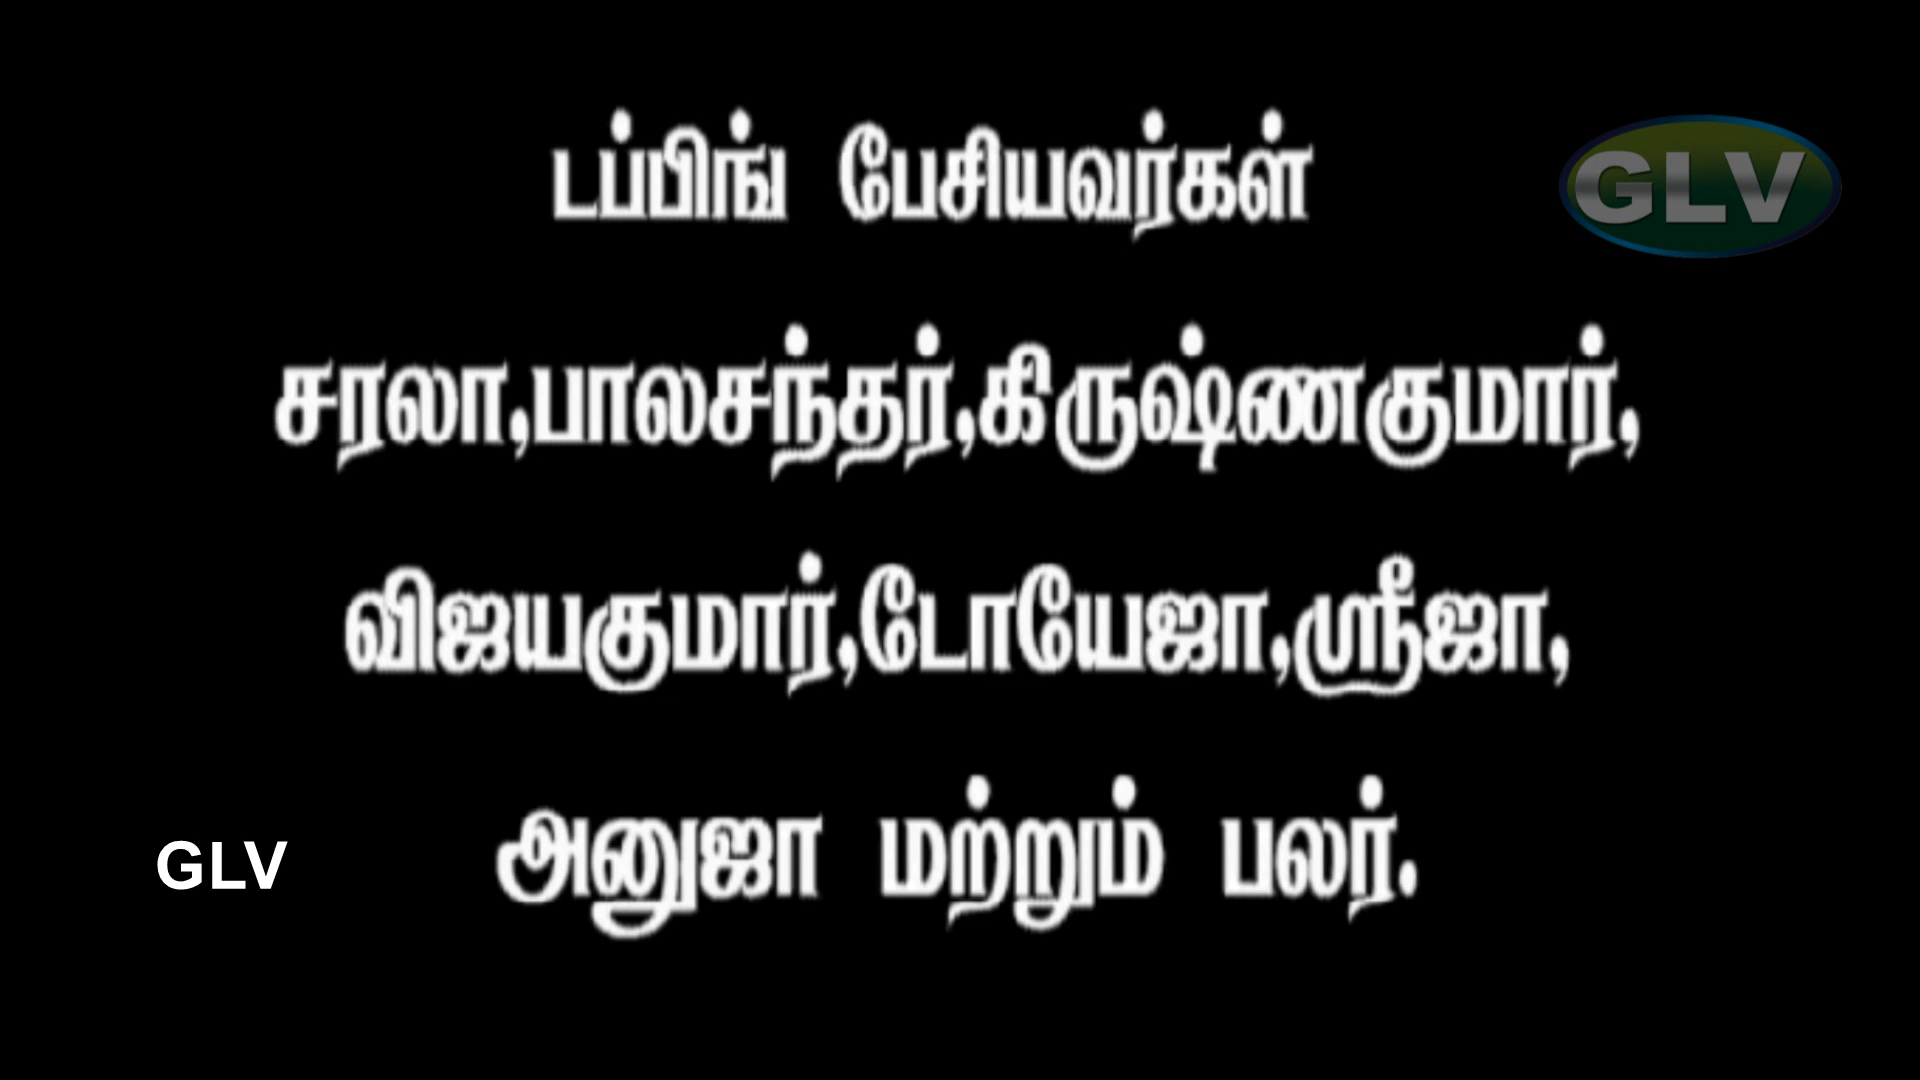 டப்பிங் பேசியவர்கள்
GLV
சரலா,பாலசந்தர்,கிருஷ்ணகுமார்,
விஜயகுமார்,டோயேஜா,ஸ்ரீஜா,
அனுஜா மற்றும் பலர்.
GLV